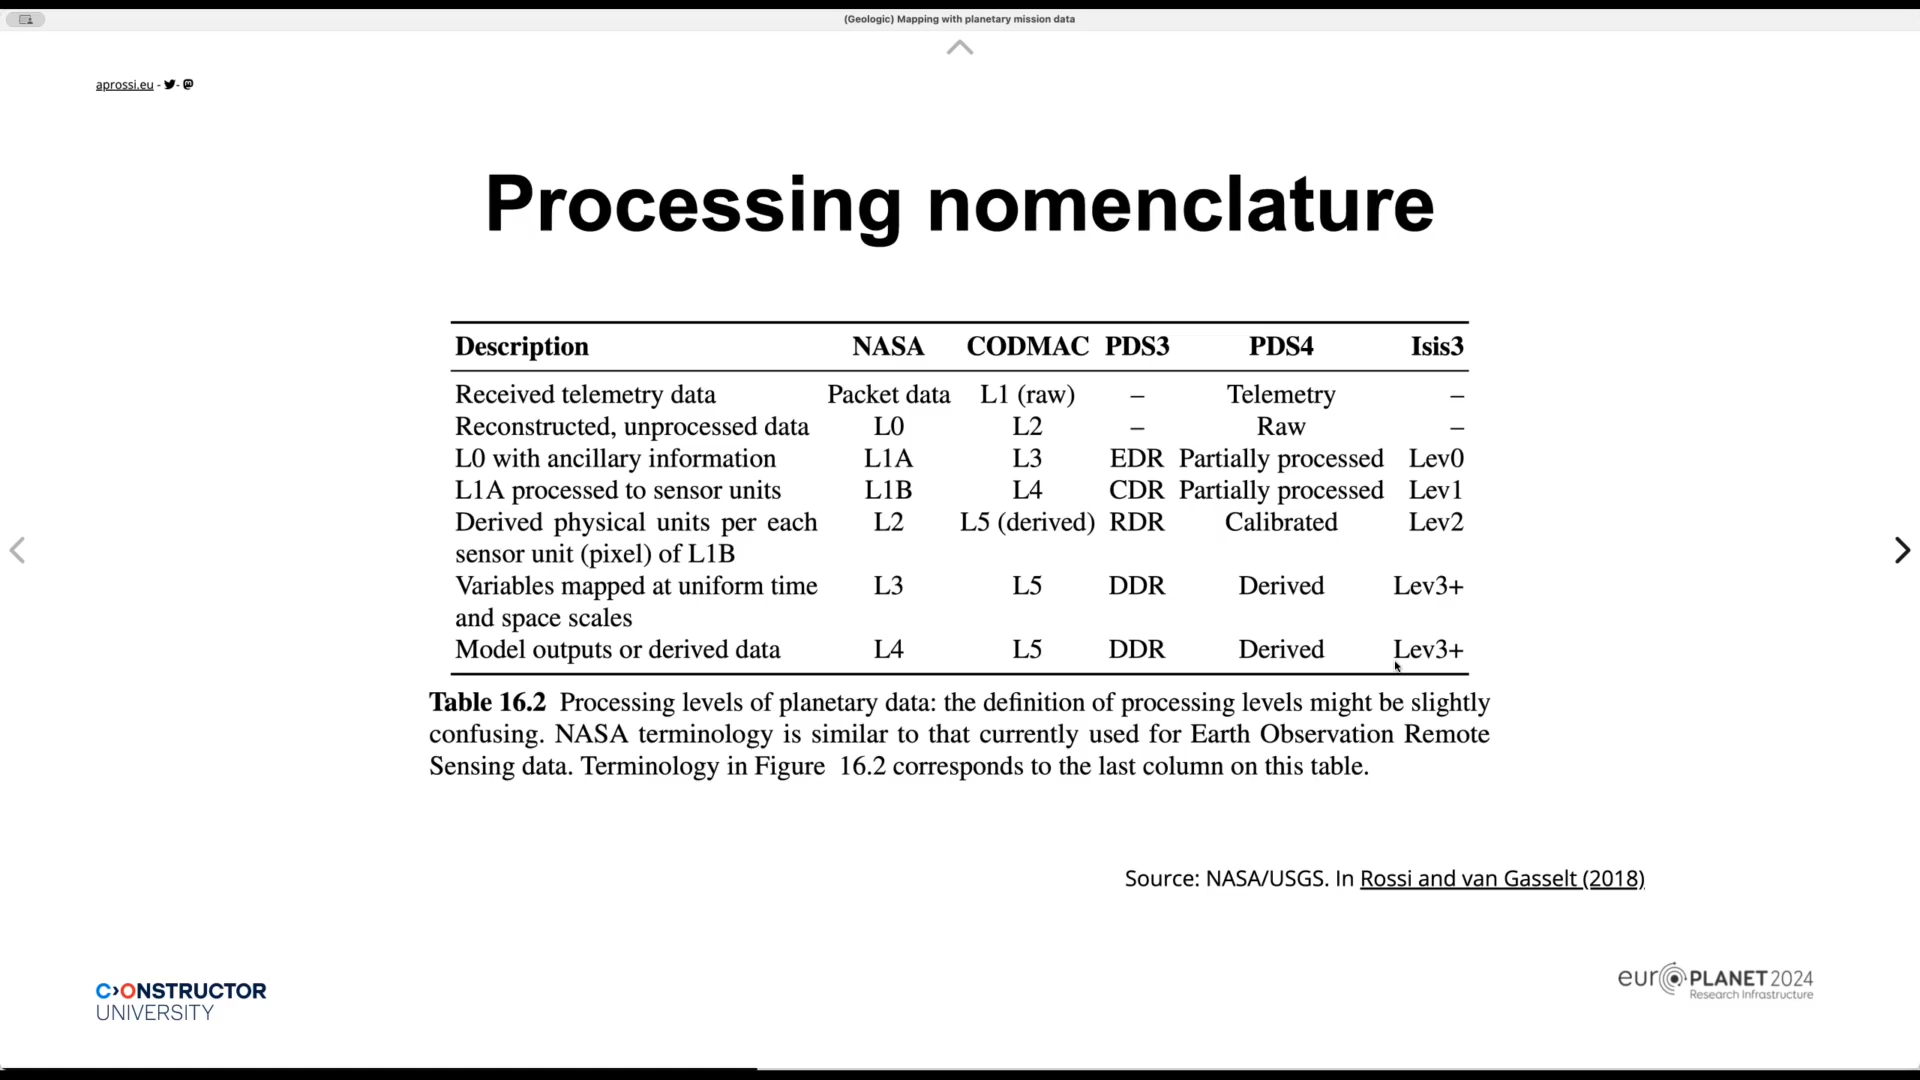 (Geologic) Mapping with planetary mission data
aprossi.eu - -
Processing nomenclature
Description NASA CODMAC PDS3 PDS4 Isis3
Received telemetry data Packet data L1 (raw) – Telemetry –
Reconstructed, unprocessed data L0 L2 – Raw –
L0 with ancillary information L1A L3 EDR Partially processed Lev0
L1A processed to sensor units L1B L4 CDR Partially processed Lev1
Derived physical units per each L2 L5 (derived) RDR Calibrated Lev2
sensor unit (pixel) of L1B
Variables mapped at uniform time L3 L5 DDR Derived Lev3+
and space scales
Model outputs or derived data L4 L5 DDR Derived Lev3+
Table 16.2 Processing levels of planetary data: the definition of processing levels might be slightly
confusing. NASA terminology is similar to that currently used for Earth Observation Remote
Sensing data. Terminology in Figure 16.2 corresponds to the last column on this table.
Source: NASA/USGS. In Rossi and van Gasselt (2018)
C›ONSTRUCTOR
UNIVERSITY
euroPLANET 2024
Research Infrastructure